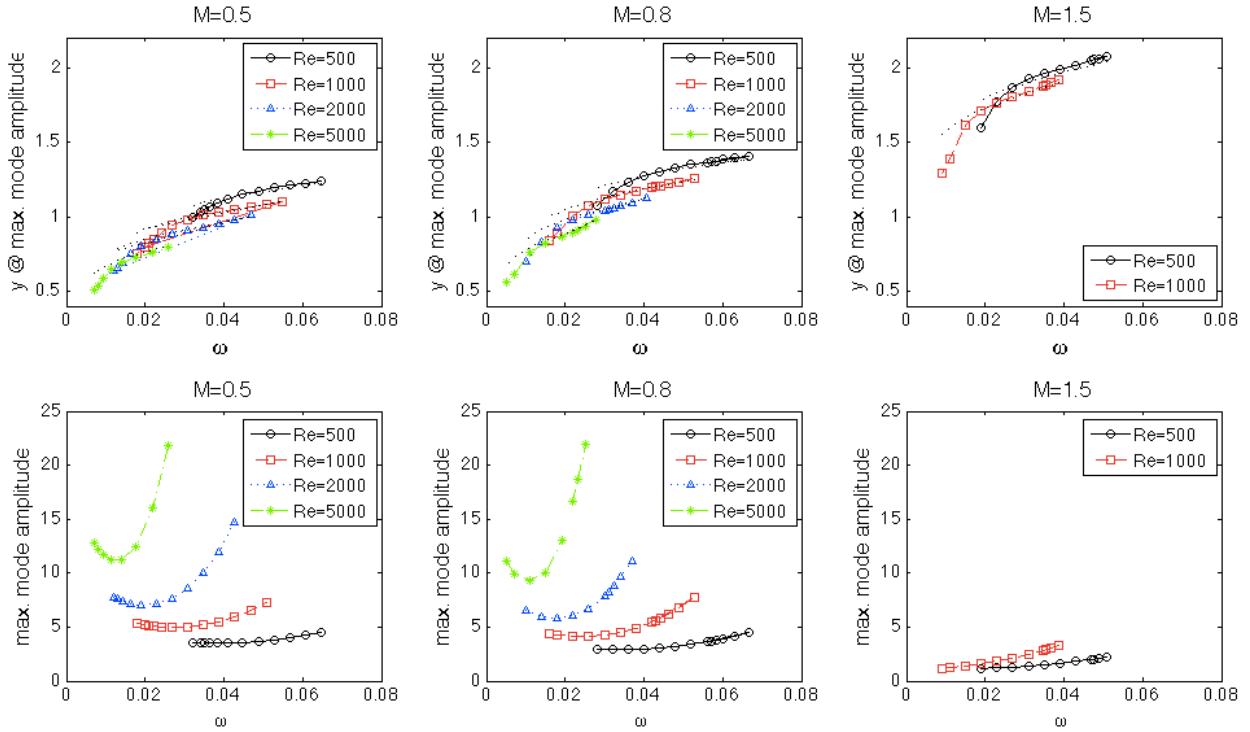 M=0.5
y @ max. mode amplitude
2
1.5
1
0.5
0
0.02
0.04
0.06
0.08
ω
Re=500
Re=1000
Re=2000
Re=5000
M=0.8
y @ max. mode amplitude
2
1.5
1
0.5
0
0.02
0.04
0.06
0.08
ω
Re=500
Re=1000
Re=2000
Re=5000
M=1.5
y @ max. mode amplitude
2
1.5
1
0.5
0
0.02
0.04
0.06
0.08
ω
Re=500
Re=1000
M=0.5
max. mode amplitude
25
20
15
10
5
0
0
0.02
0.04
0.06
0.08
ω
Re=500
Re=1000
Re=2000
Re=5000
M=0.8
max. mode amplitude
25
20
15
10
5
0
0
0.02
0.04
0.06
0.08
ω
Re=500
Re=1000
Re=2000
Re=5000
M=1.5
max. mode amplitude
25
20
15
10
5
0
0
0.02
0.04
0.06
0.08
ω
Re=500
Re=1000